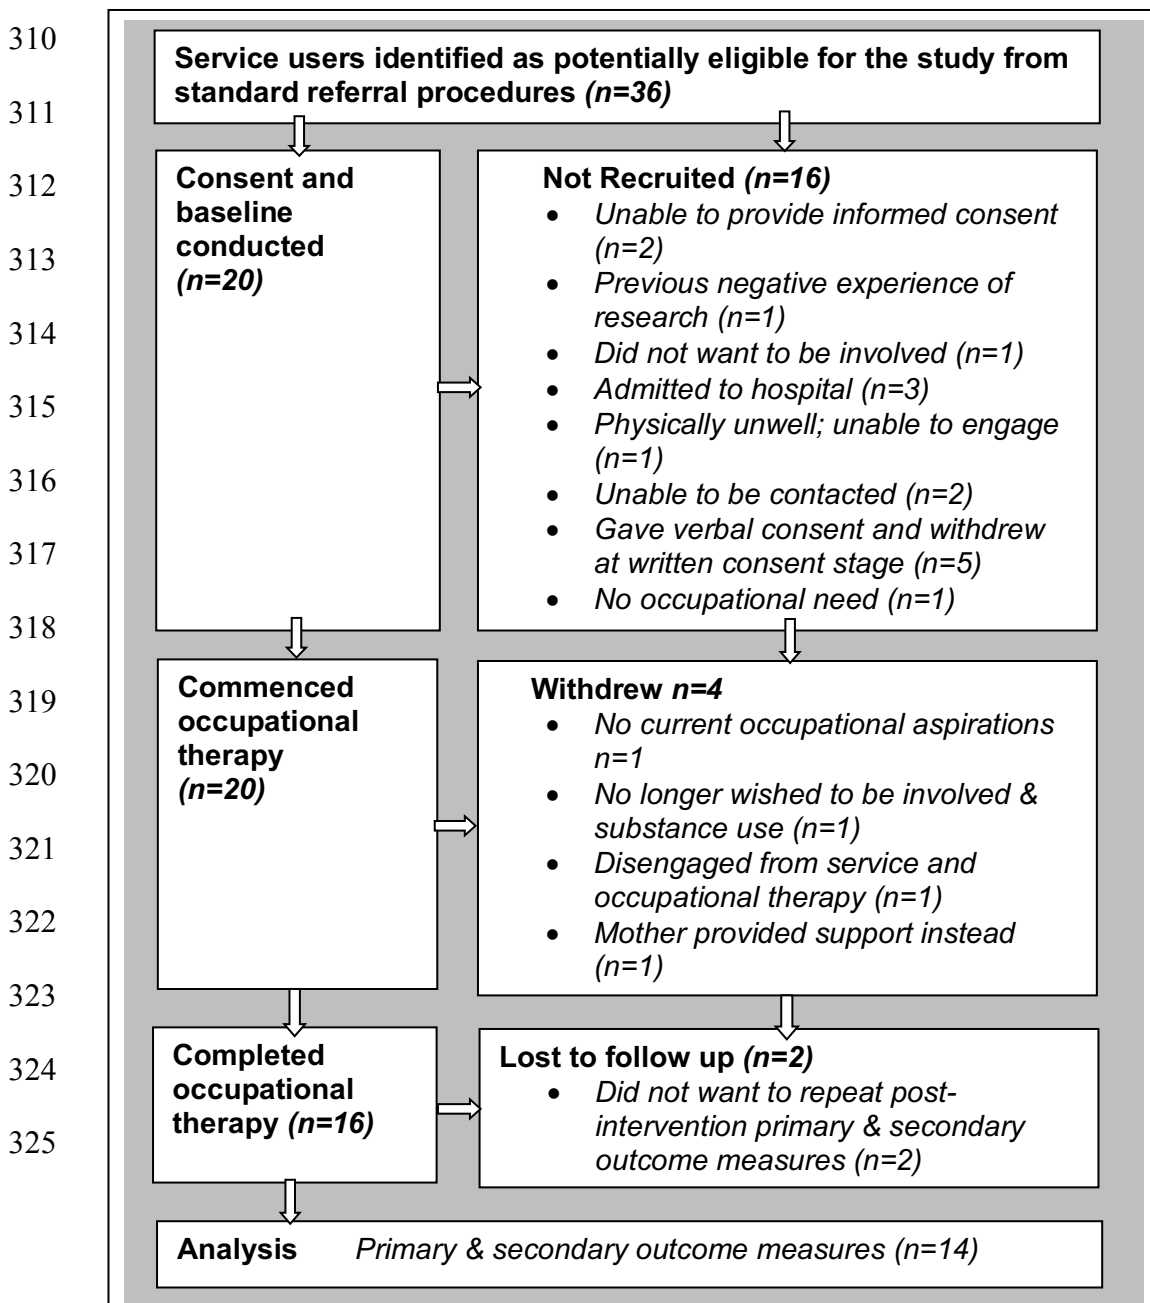 310
Service users identified as potentially eligible for the study from
standard referral procedures (n=36)
311
312
Consent and
baseline
conducted
(n=20)
313
314
315
316
317
318
Not Recruited (n=16)
• Unable to provide informed consent
(n=2)
• Previous negative experience of
research (n=1)
• Did not want to be involved (n=1)
• Admitted to hospital (n=3)
• Physically unwell; unable to engage
(n=1)
• Unable to be contacted (n=2)
• Gave verbal consent and withdrew
at written consent stage (n=5)
• No occupational need (n=1)
319
Commenced
occupational
therapy
(n=20)
320
321
322
323
Withdrew n=4
• No current occupational aspirations
n=1
• No longer wished to be involved &
substance use (n=1)
• Disengaged from service and
occupational therapy (n=1)
• Mother provided support instead
(n=1)
324
Completed
occupational
therapy (n=16)
325
Lost to follow up (n=2)
• Did not want to repeat post-
intervention primary & secondary
outcome measures (n=2)
Analysis Primary & secondary outcome measures (n=14)